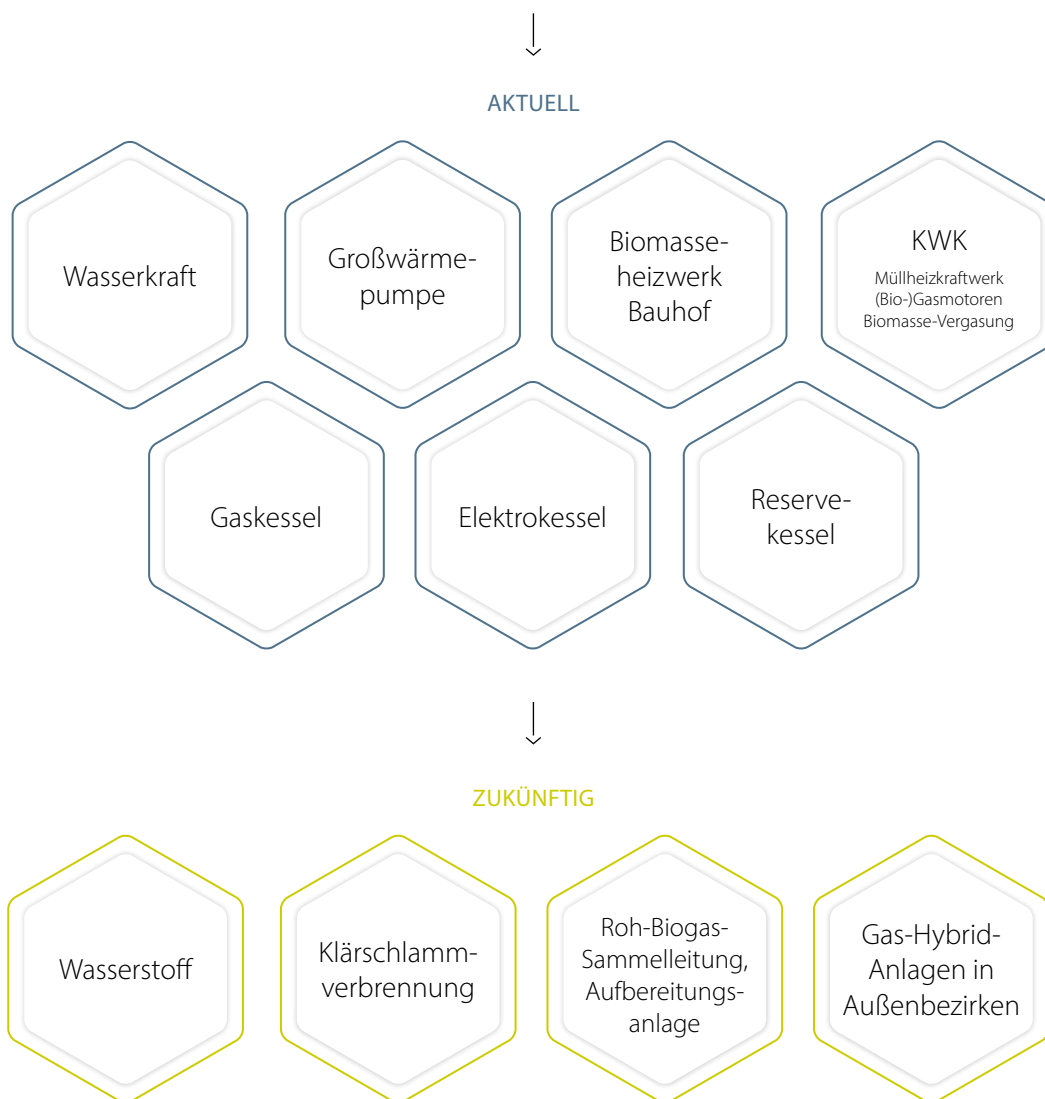 AKTUELL
Wasserkraft
Großwärme-
pumpe
Biomasse-
heizwerk
Bauhof
KWK
Müllheizkraftwerk
(Bio-)Gasmotoren
Biomasse-Vergasung
Gaskessel
Elektrokessel
Reserve-
kessel
ZUKÜNFTIG
Wasserstoff
Klärschlamm-
verbrennung
Roh-Biogas-
Sammelleitung,
Aufbereitungs-
anlage
Gas-Hybrid-
Anlagen in
Außenbezirken